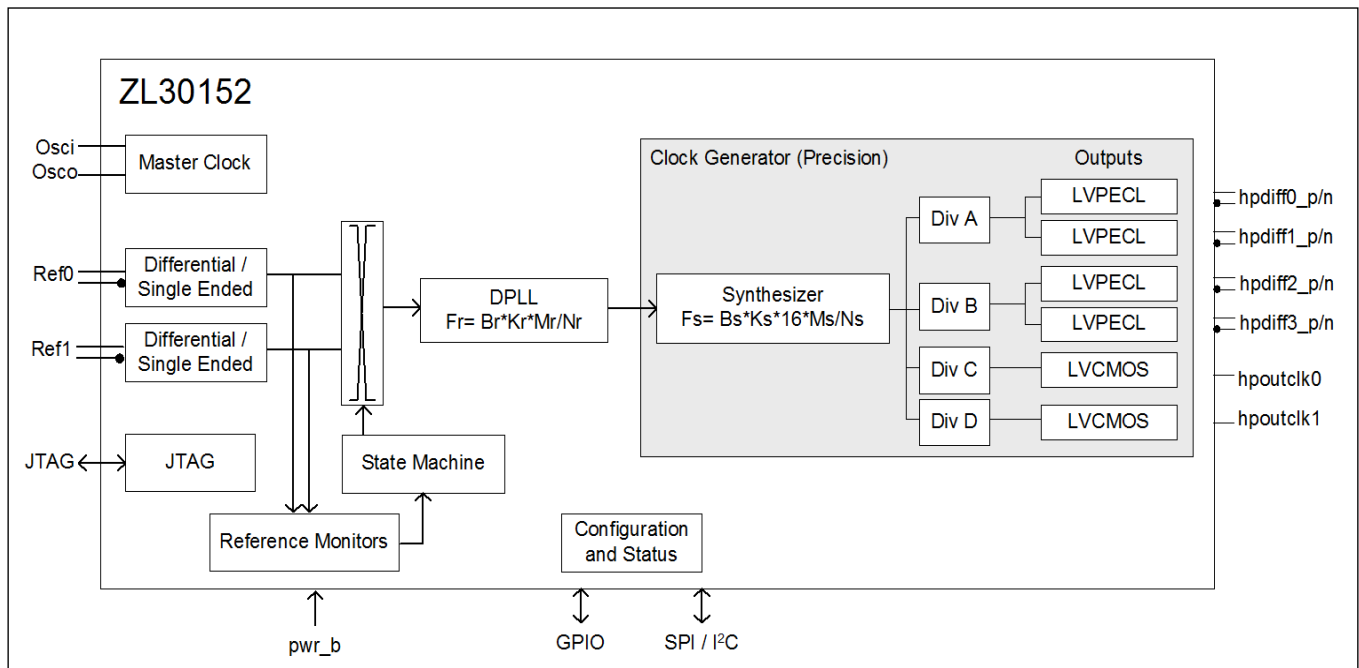 ZL30152
Osci
Osco
Master Clock
Ref0
Differential /
Single Ended
Ref1
Differential /
Single Ended
DPLL
Fr= Br*Kr*Mr/Nr
Clock Generator (Precision)
Outputs
Synthesizer
Fs= Bs*Ks*16*Ms/Ns
Div A
LVPECL
LVPECL
Div B
LVPECL
LVPECL
Div C
LVCMOS
Div D
LVCMOS
hpdiff0_p/n
hpdiff1_p/n
hpdiff2_p/n
hpdiff3_p/n
hpoutclk0
hpoutclk1
JTAG
JTAG
State Machine
Reference Monitors
Configuration
and Status
pwr_b
GPIO
SPI / I²C